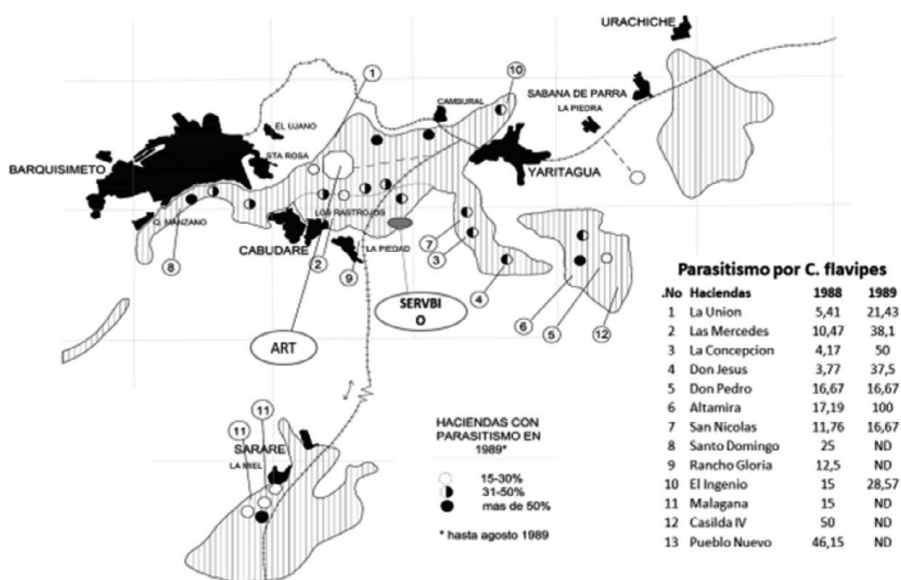 URACHICHE
1
10
SABANA DE PARRA
CAMBURAL
LA PIEDRA
EL UJANO
STA ROSA
BARQUISIMETO
YARITAGUA
LOS RASTROJOS
Q. MANZANO
CABUDARE
LA PIEDAD
8
2
9
7
3
4
6
5
12
SERVBI
O
ART
Parasitismo por C. flavipes
.No Haciendas 1988 1989
1 La Union 5,41 21,43
2 Las Mercedes 10,47 38,1
3 La Concepcion 4,17 50
4 Don Jesus 3,77 37,5
5 Don Pedro 16,67 16,67
6 Altamira 17,19 100
7 San Nicolas 11,76 16,67
8 Santo Domingo 25 ND
9 Rancho Gloria 12,5 ND
10 El Ingenio 15 28,57
11 Malagana 15 ND
12 Casilda IV 50 ND
13 Pueblo Nuevo 46,15 ND
11
11
SARARE
LA MIEL
HACIENDAS CON
PARASITISMO EN
1989*
15-30%
31-50%
mas de 50%
* hasta agosto 1989